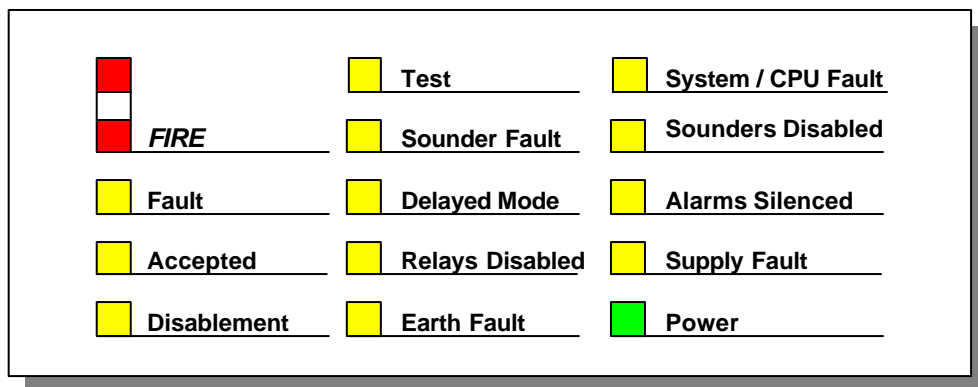 Test
System / CPU Fault
FIRE
Sounder Fault
Sounders Disabled
Fault
Delayed Mode
Alarms Silenced
Accepted
Relays Disabled
Supply Fault
Disablement
Earth Fault
Power